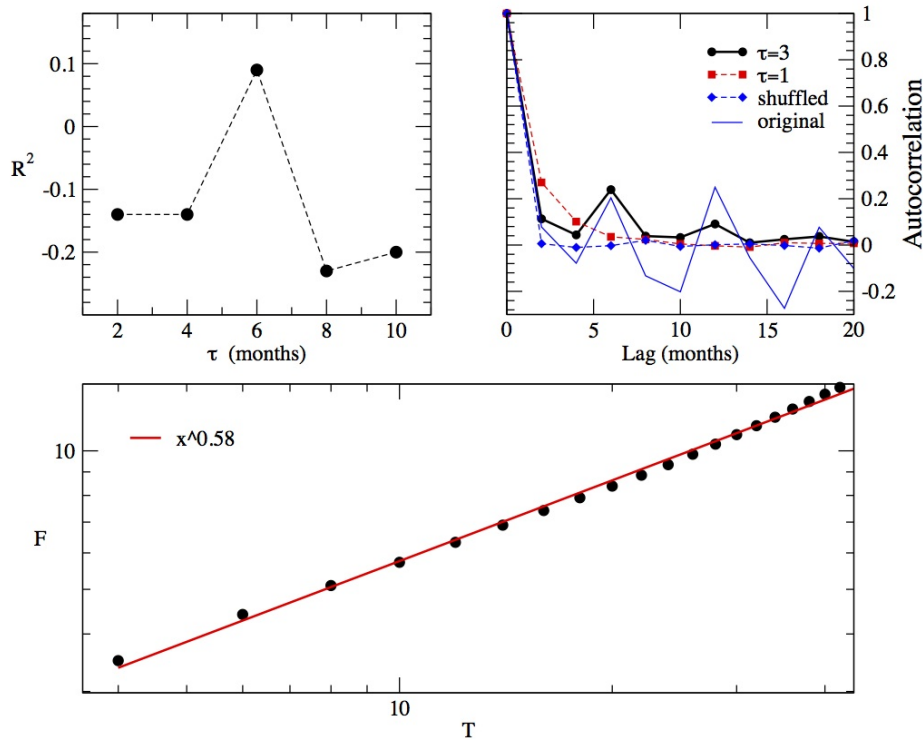 0.1
0
-0.1
-0.2
R^2
2 4 6 8 10
τ (months)
1
0.8
0.6
0.4
0.2
0
-0.2
Autocorrelation
τ=3
τ=1
shuffled
original
0 5 10 15 20
Lag (months)
x^0.58
10
F
10
T